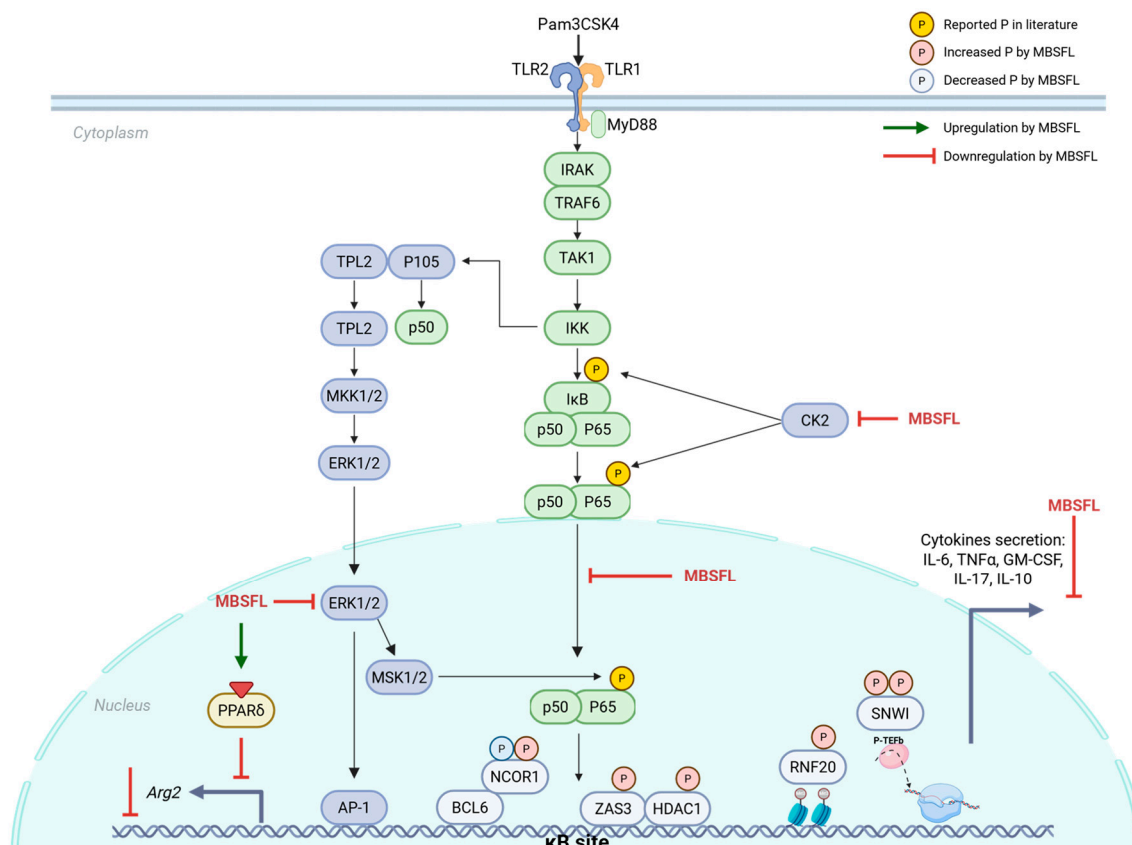 Pam3CSK4
TLR2
TLR1
MyD88
P Reported P in literature
P Increased P by MBSFL
P Decreased P by MBSFL
Upregulation by MBSFL
Downregulation by MBSFL
Cytoplasm
IRAK
TRAF6
TAK1
TPL2 P105
TPL2 p50
IKK
P
IκB
p50 P65
MKK1/2
CK2
MBSFL
ERK1/2
P
p50 P65
MBSFL
Cytokines secretion:
IL-6, TNFα, GM-CSF,
IL-17, IL-10
MBSFL
MBSFL
ERK1/2
MSK1/2
P
p50 P65
Nucleus
PPARδ
Arg2
AP-1
P P
NCOR1
BCL6
P
ZAS3
P
HDAC1
P
RNF20
P P
SNWI
P-TEFb
κB site